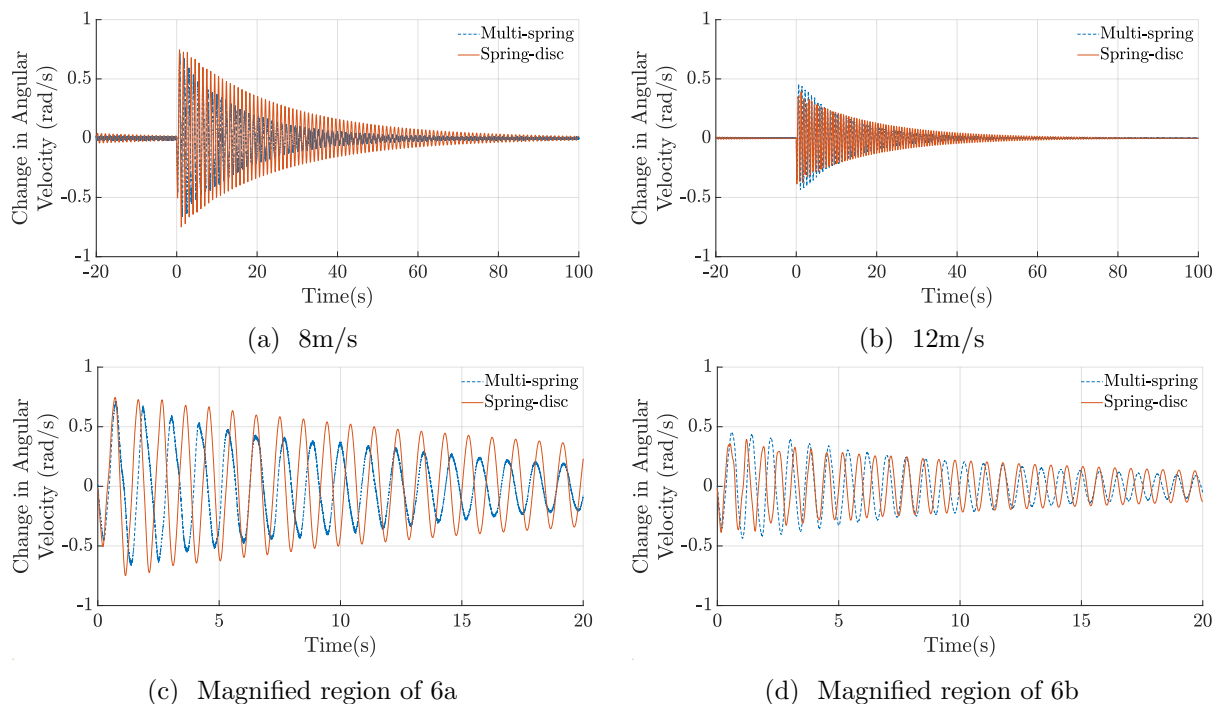 Change in Angular
Velocity (rad/s)
1
0.5
0
-0.5
-1
Multi-spring
Spring-disc
-20 0 20 40 60 80 100
Time(s)
(a) 8m/s
Change in Angular
Velocity (rad/s)
1
0.5
0
-0.5
-1
Multi-spring
Spring-disc
-20 0 20 40 60 80 100
Time(s)
(b) 12m/s
Change in Angular
Velocity (rad/s)
1
0.5
0
-0.5
-1
Multi-spring
Spring-disc
0 5 10 15 20
Time(s)
(c) Magnified region of 6a
Change in Angular
Velocity (rad/s)
1
0.5
0
-0.5
-1
Multi-spring
Spring-disc
0 5 10 15 20
Time(s)
(d) Magnified region of 6b